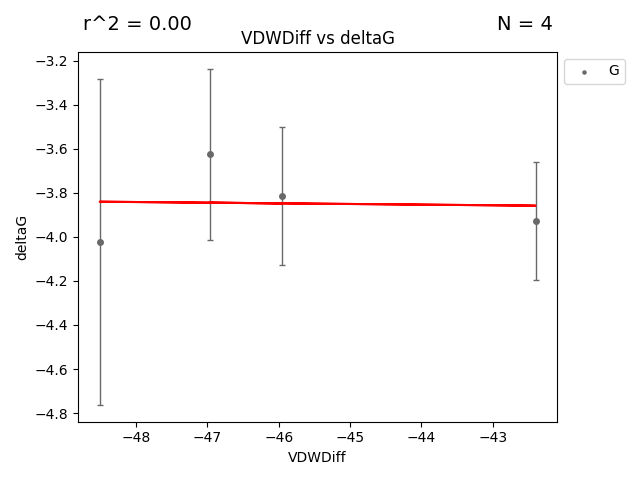 r^2 = 0.00
N = 4
VDWDiff vs deltaG
G
−3.2
−3.4
−3.6
−3.8
−4.0
−4.2
−4.4
−4.6
−4.8
deltaG
−48
−47
−46
−45
−44
−43
VDWDiff